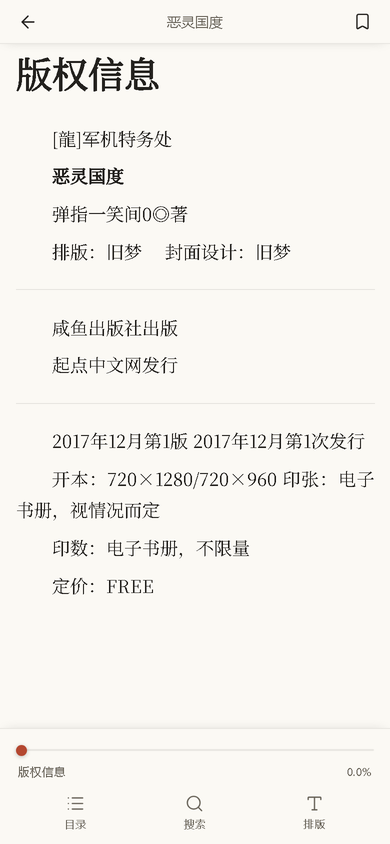 恶灵国度
版权信息
[龍]军机特务处
恶灵国度
弹指一笑间0◎著
排版：旧梦 封面设计：旧梦
咸鱼出版社出版
起点中文网发行
2017年12月第1版 2017年12月第1次发行
开本：720×1280/720×960 印张：电子
书册，视情况而定
印数：电子书册，不限量
定价：FREE
版权信息 0.0%
目录 搜索 排版